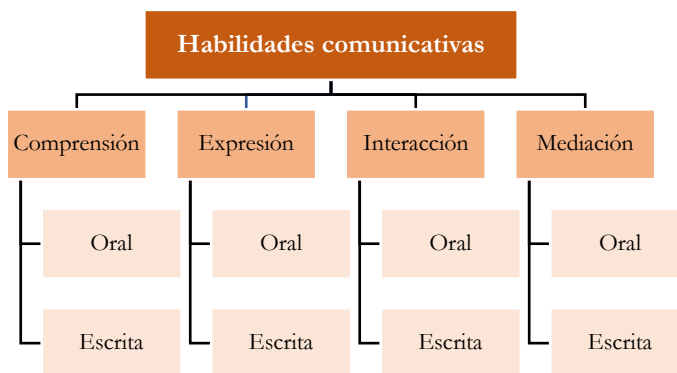 Habilidades comunicativas
Comprensión
Expresión
Interacción
Mediación
Oral
Oral
Oral
Oral
Escrita
Escrita
Escrita
Escrita